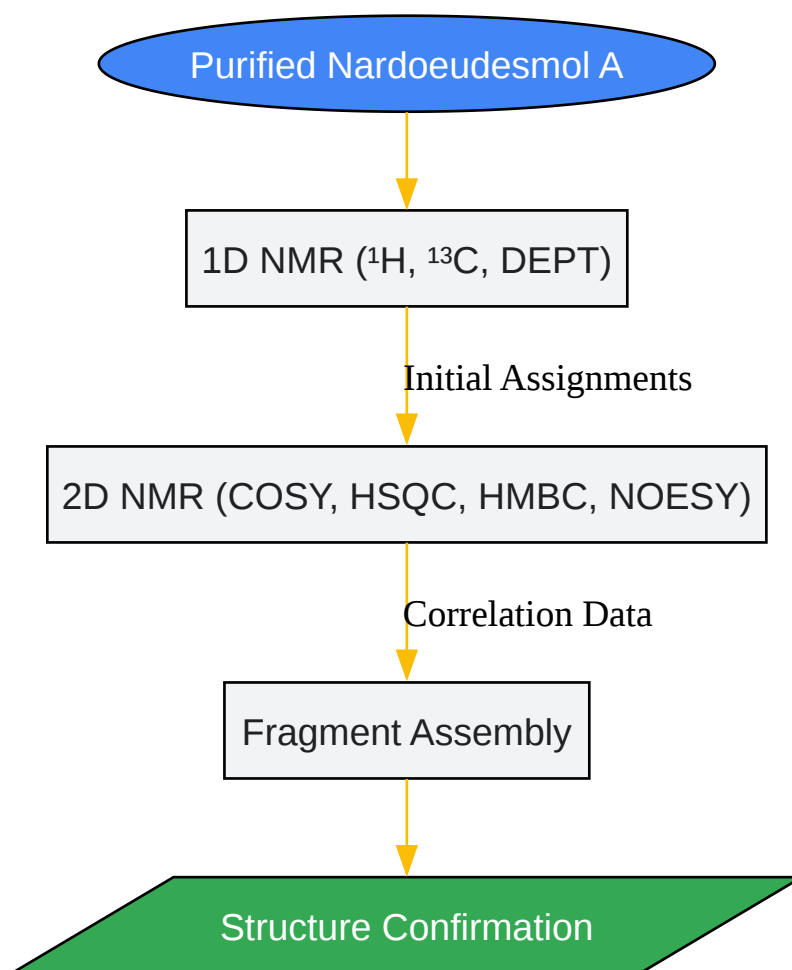 Purified Nardoeudesmol A
1D NMR (¹H, ¹³C, DEPT)
Initial Assignments
2D NMR (COSY, HSQC, HMBC, NOESY)
Correlation Data
Fragment Assembly
Structure Confirmation